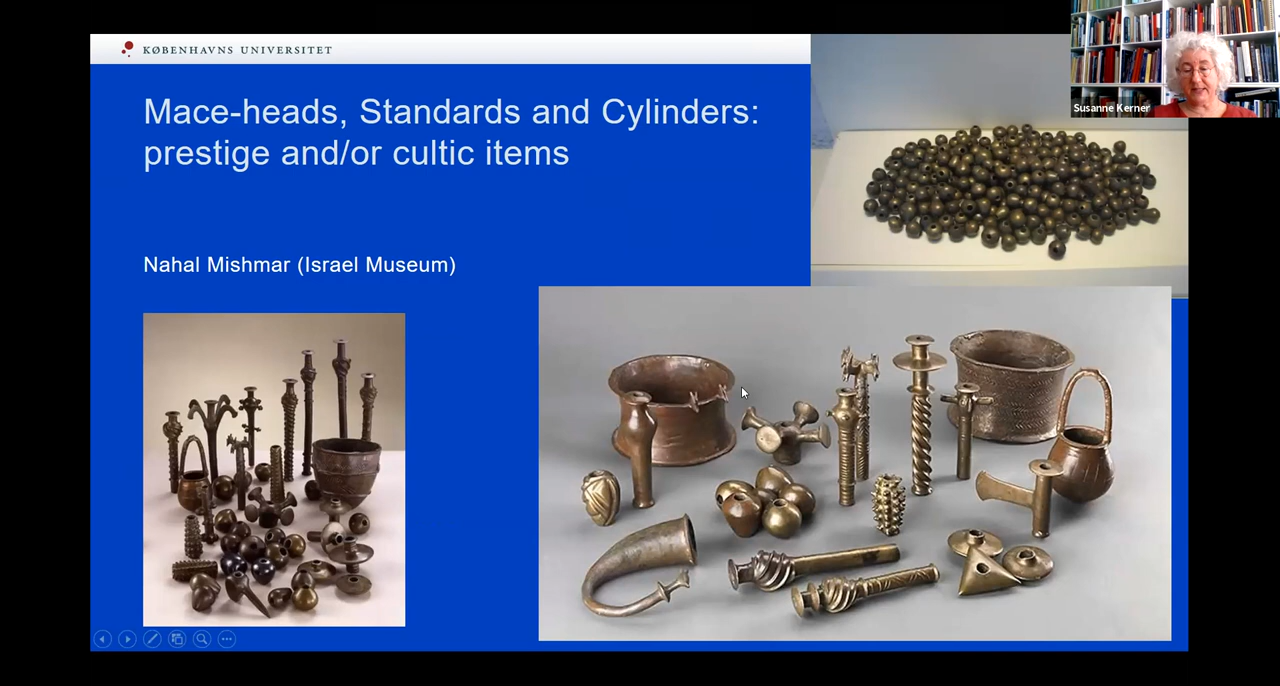 KØBENHAVNS UNIVERSITET
Mace-heads, Standards and Cylinders:
prestige and/or cultic items
Nahal Mishmar (Israel Museum)
Susanne Kerner